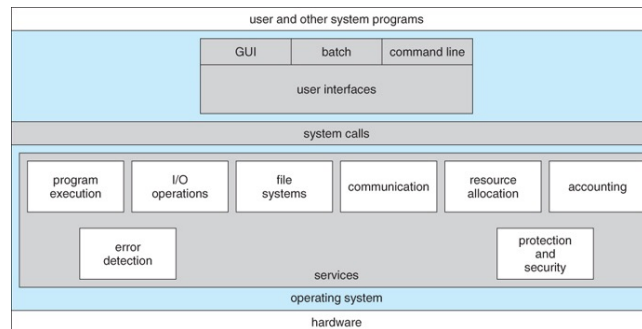 user and other system programs
GUI
batch
command line
user interfaces
system calls
program
execution
I/O
operations
file
systems
communication
resource
allocation
accounting
error
detection
protection
and
security
services
operating system
hardware